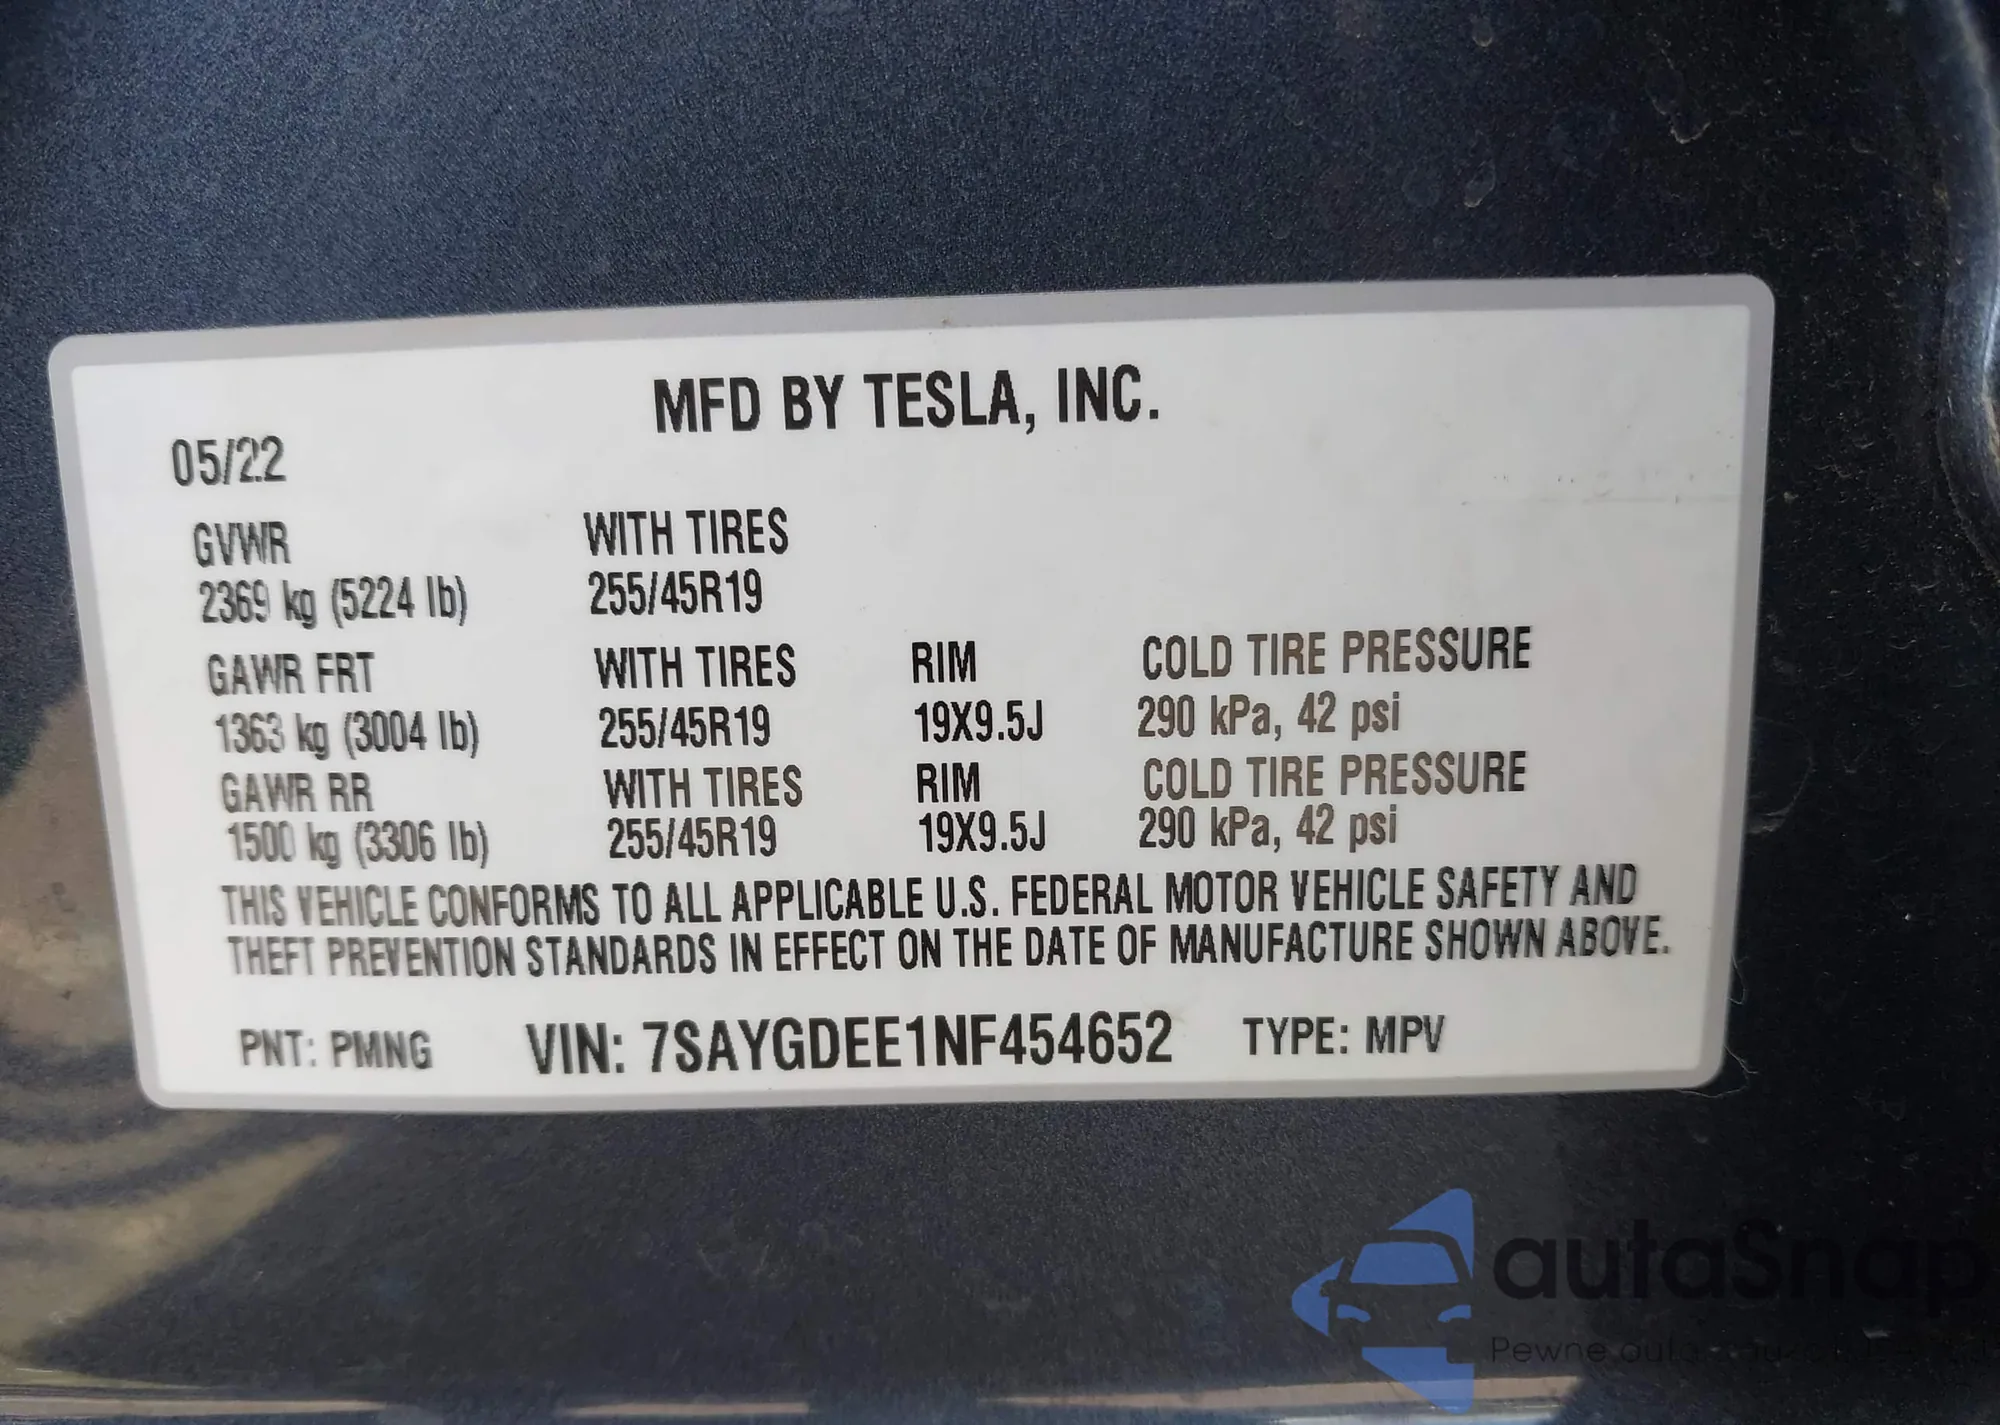 MFD BY TESLA, INC.
05/22
GVWR WITH TIRES
2369 kg (5224 lb) 255/45R19
GAWR FRT WITH TIRES RIM COLD TIRE PRESSURE
1363 kg (3004 lb) 255/45R19 19X9.5J 290 kPa, 42 psi
GAWR RR WITH TIRES RIM COLD TIRE PRESSURE
1500 kg (3306 lb) 255/45R19 19X9.5J 290 kPa, 42 psi
THIS VEHICLE CONFORMS TO ALL APPLICABLE U.S. FEDERAL MOTOR VEHICLE SAFETY AND
THEFT PREVENTION STANDARDS IN EFFECT ON THE DATE OF MANUFACTURE SHOWN ABOVE.
PNT: PMNG VIN: 7SAYGDEE1NF454652 TYPE: MPV
autaSnap
Pewne auta